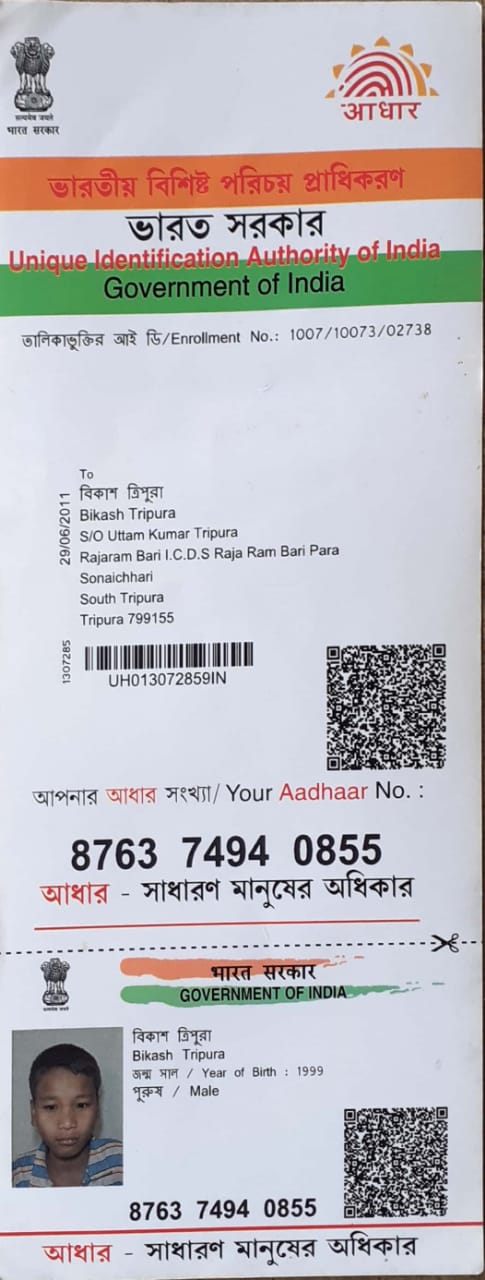 सत्यमेव जयते
भारत सरकार
आधार
ভারতীয় বিশিষ্ট পরিচয় প্রাধিকরণ
ভারত সরকার
Unique Identification Authority of India
Government of India
তালিকাভুক্তির আই ডি/Enrollment No.: 1007/10073/02738
29/06/2011
To
বিকাশ ত্রিপুরা
Bikash Tripura
S/O Uttam Kumar Tripura
Rajaram Bari I.C.D.S Raja Ram Bari Para
Sonaichhari
South Tripura
Tripura 799155
1307285
UH013072859IN
আপনার আধার সংখ্যা/ Your Aadhaar No. :
8763 7494 0855
আধার - সাধারণ মানুষের অধিকার
भारत सरकार
GOVERNMENT OF INDIA
বিকাশ ত্রিপুরা
Bikash Tripura
জন্ম সাল / Year of Birth : 1999
পুরুষ / Male
8763 7494 0855
আধার - সাধারণ মানুষের অধিকার